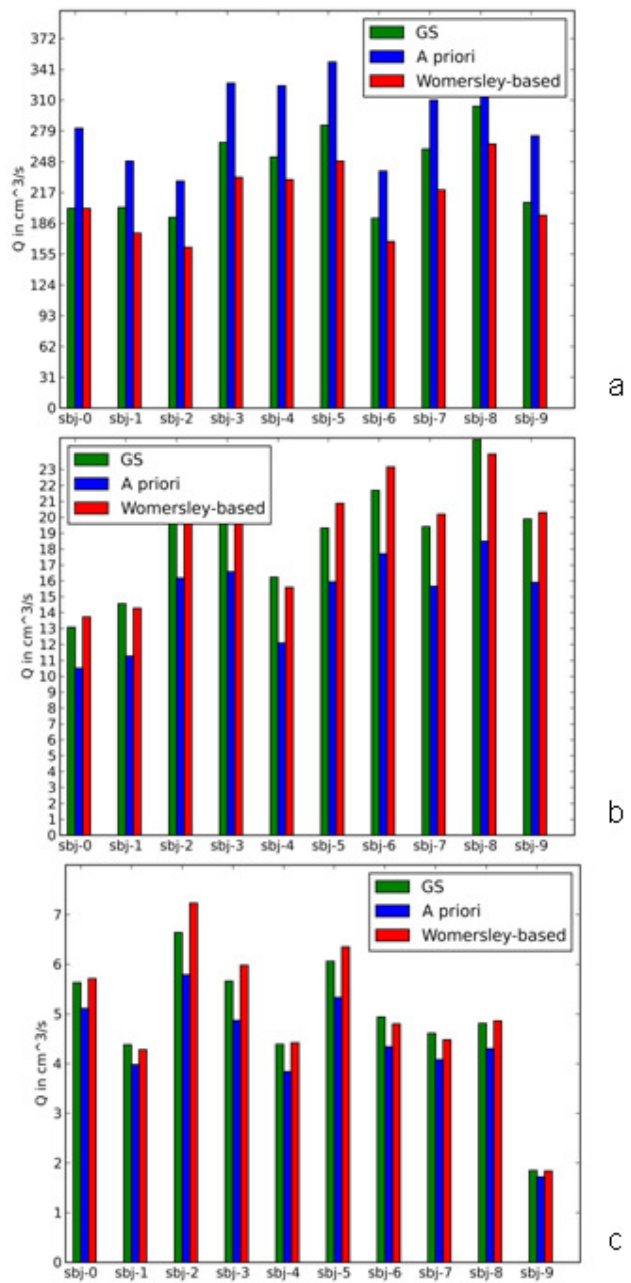 Q in cm^3/s
372
341
310
279
248
217
186
155
124
93
62
31
0
GS
A priori
Womersley-based
sbj-0 sbj-1 sbj-2 sbj-3 sbj-4 sbj-5 sbj-6 sbj-7 sbj-8 sbj-9
a
Q in cm^3/s
23
22
21
20
19
18
17
16
15
14
13
12
11
10
9
8
7
6
5
4
3
2
1
0
GS
A priori
Womersley-based
sbj-0 sbj-1 sbj-2 sbj-3 sbj-4 sbj-5 sbj-6 sbj-7 sbj-8 sbj-9
b
Q in cm^3/s
7
6
5
4
3
2
1
0
GS
A priori
Womersley-based
sbj-0 sbj-1 sbj-2 sbj-3 sbj-4 sbj-5 sbj-6 sbj-7 sbj-8 sbj-9
c